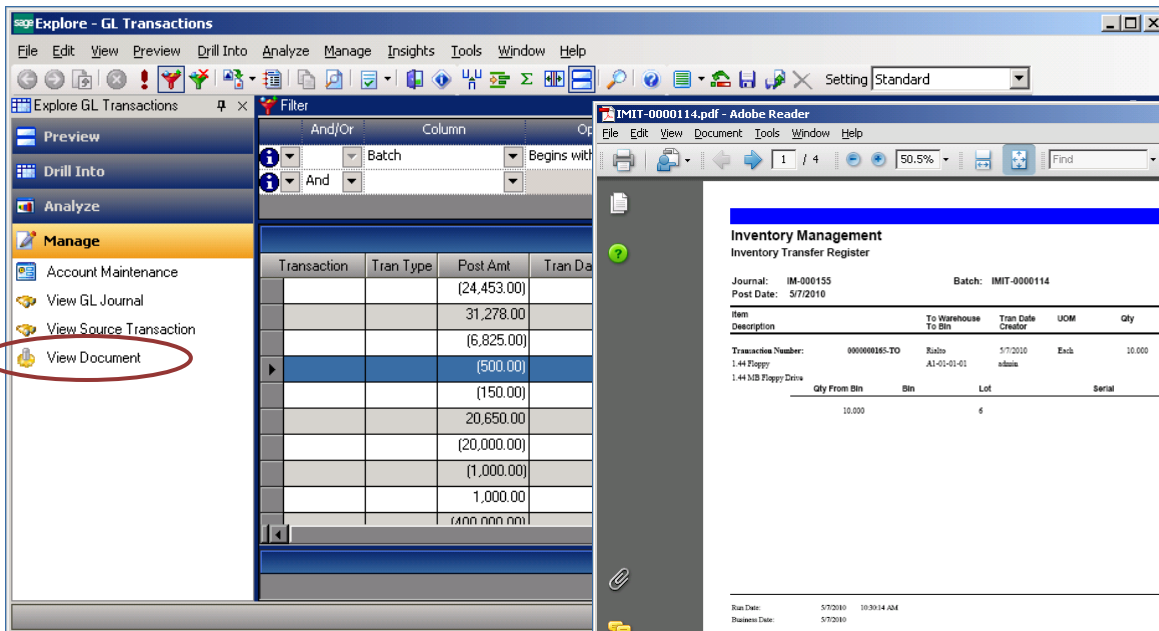 sage Explore - GL Transactions
File Edit View Preview Drill Into Analyze Manage Insights Tools Window Help
Setting Standard
Explore GL Transactions
Preview
Drill Into
Analyze
Manage
Account Maintenance
View GL Journal
View Source Transaction
View Document
Filter
And/Or Column Op
Batch Begins with
And
Transaction Tran Type Post Amt Tran Da
(24,453.00)
31,278.00
(6,825.00)
(500.00)
(150.00)
20,650.00
(20,000.00)
(1,000.00)
1,000.00
(400,000.00)
IMIT-0000114.pdf - Adobe Reader
File Edit View Document Tools Window Help
1 / 4 50.5% Find
Inventory Management
Inventory Transfer Register
Journal: IM-000155 Batch: IMIT-0000114
Post Date: 5/7/2010
Item To Warehouse Tran Date UOM Qty
Description To Bin Creator
Transaction Number: 0000000165-TO Rialto 5/7/2010 Each 10.000
1.44 Floppy A1-01-01-01 admin
1.44 MB Floppy Drive
Qty From Bin Bin Lot Serial
10.000 6
Run Date: 5/7/2010 10:30:14 AM
Business Date: 5/7/2010